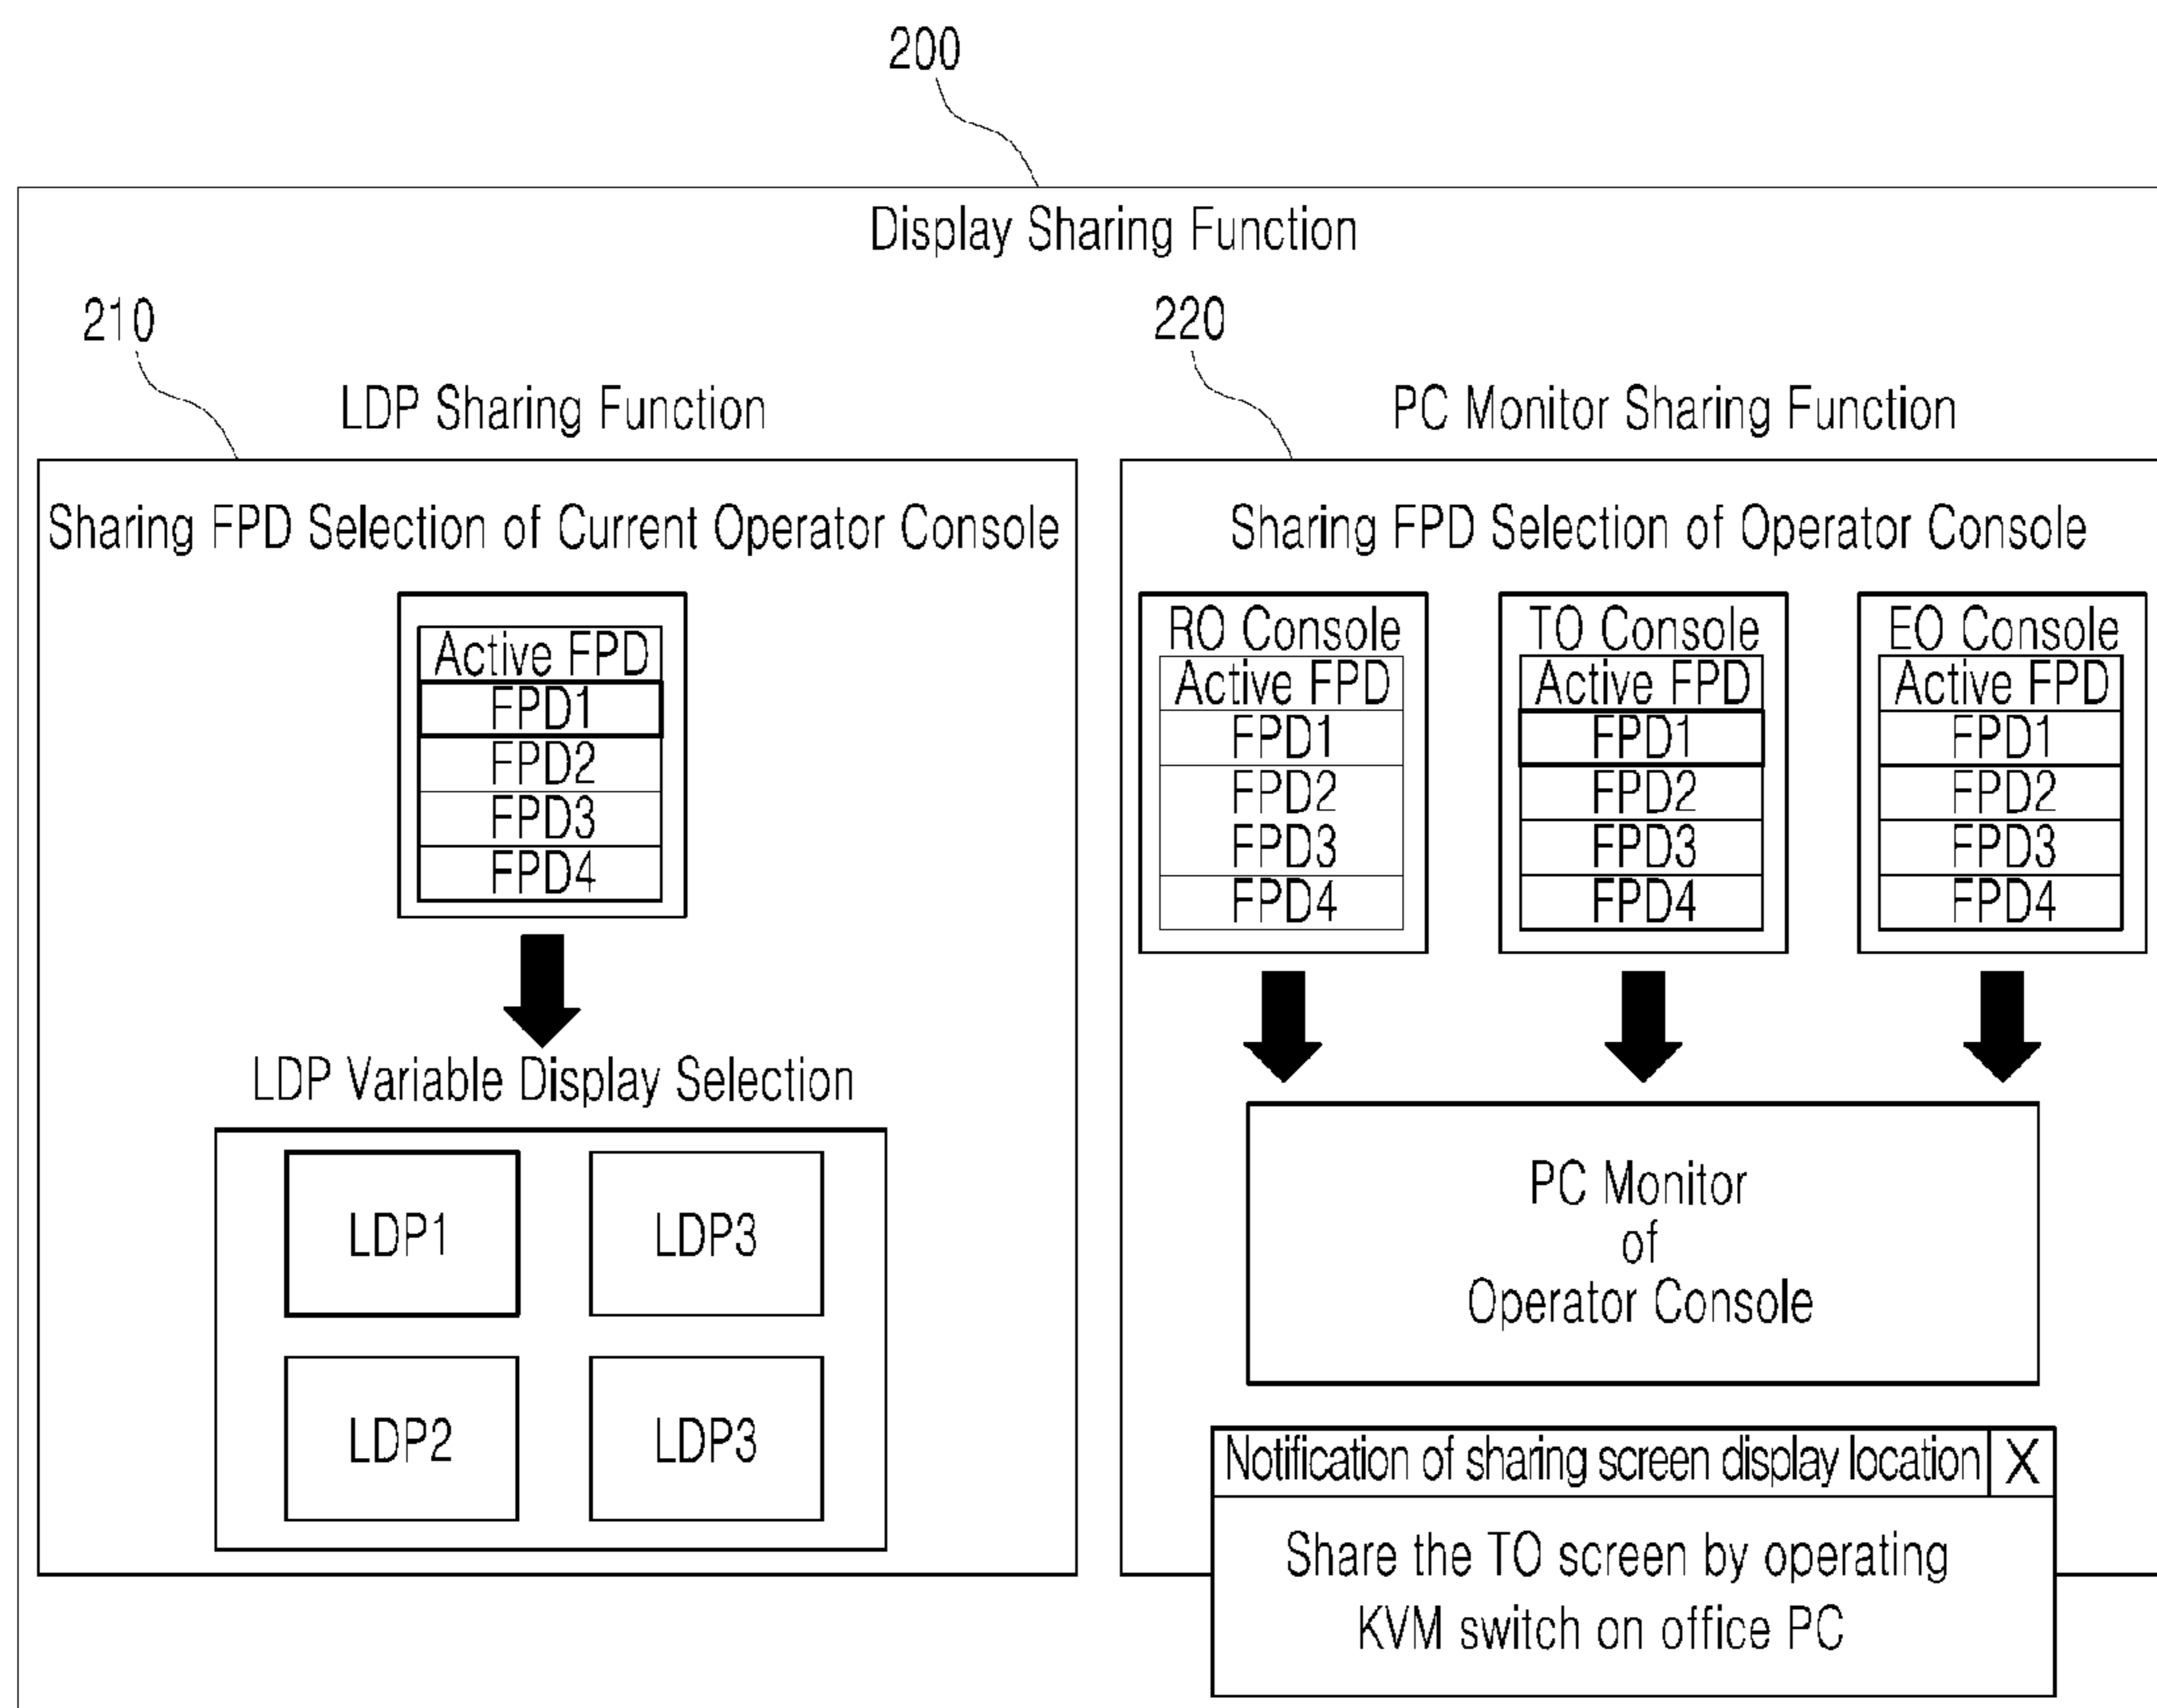 200
Display Sharing Function
210
LDP Sharing Function
Sharing FPD Selection of Current Operator Console
Active FPD
FPD1
FPD2
FPD3
FPD4
LDP Variable Display Selection
LDP1
LDP3
LDP2
LDP3
220
PC Monitor Sharing Function
Sharing FPD Selection of Operator Console
RO Console
Active FPD
FPD1
FPD2
FPD3
FPD4
TO Console
Active FPD
FPD1
FPD2
FPD3
FPD4
EO Console
Active FPD
FPD1
FPD2
FPD3
FPD4
PC Monitor
of
Operator Console
Notification of sharing screen display location X
Share the TO screen by operating
KVM switch on office PC